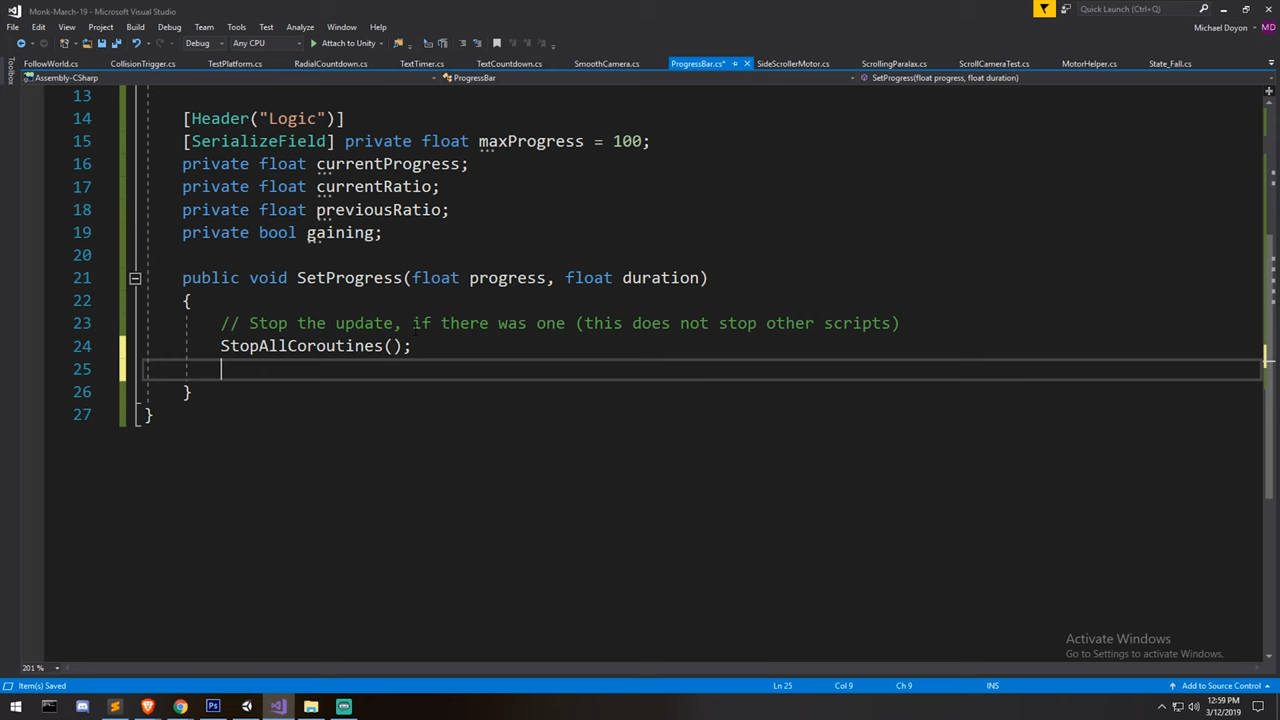 Monk-March-19 - Microsoft Visual Studio
Quick Launch (Ctrl+Q)
File Edit View Project Build Debug Team Tools Test Analyze Window Help
Michael Doyon MD
Debug Any CPU Attach to Unity
Toolbox
FollowWorld.cs CollisionTrigger.cs TestPlatform.cs RadialCountdown.cs TextTimer.cs TextCountdown.cs SmoothCamera.cs ProgressBar.cs* SideScrollerMotor.cs ScrollingParalax.cs ScrollCameraTest.cs MotorHelper.cs State_Fall.cs
Assembly-CSharp ProgressBar SetProgress(float progress, float duration)
13
14 [Header("Logic")]
15 [SerializeField] private float maxProgress = 100;
16 private float currentProgress;
17 private float currentRatio;
18 private float previousRatio;
19 private bool gaining;
20
21 public void SetProgress(float progress, float duration)
22 {
23 // Stop the update, if there was one (this does not stop other scripts)
24 StopAllCoroutines();
25
26 }
27 }
Activate Windows
Go to Settings to activate Windows.
201 %
Item(s) Saved Ln 25 Col 9 Ch 9 INS Add to Source Control
12:59 PM
3/12/2019